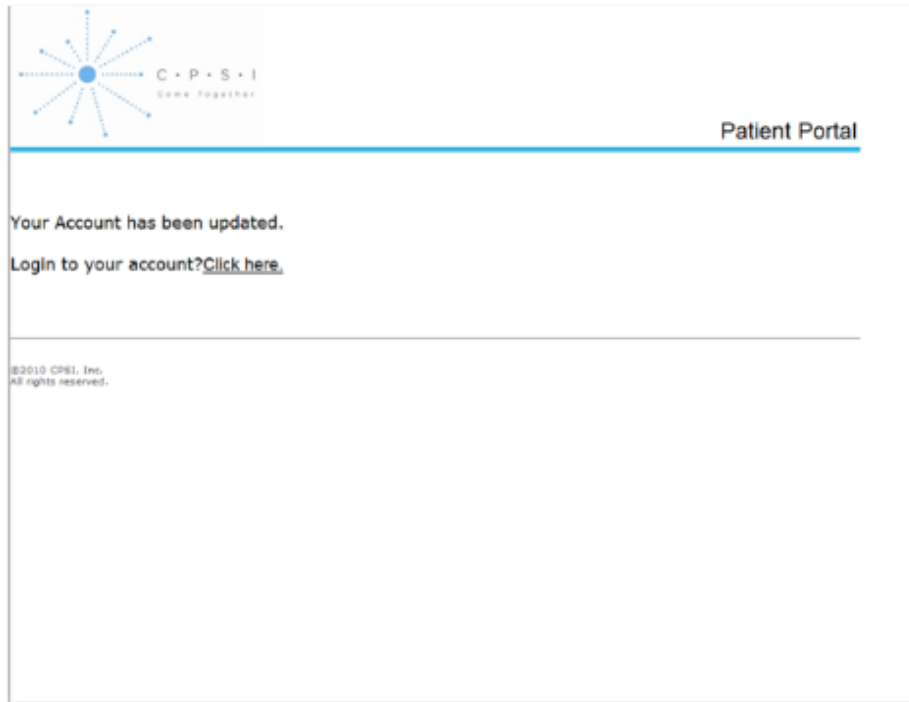 C • P • S • I
Come Together
Patient Portal
Your Account has been updated.
Login to your account?Click here.
©2010 CPSI, Inc.
All rights reserved.